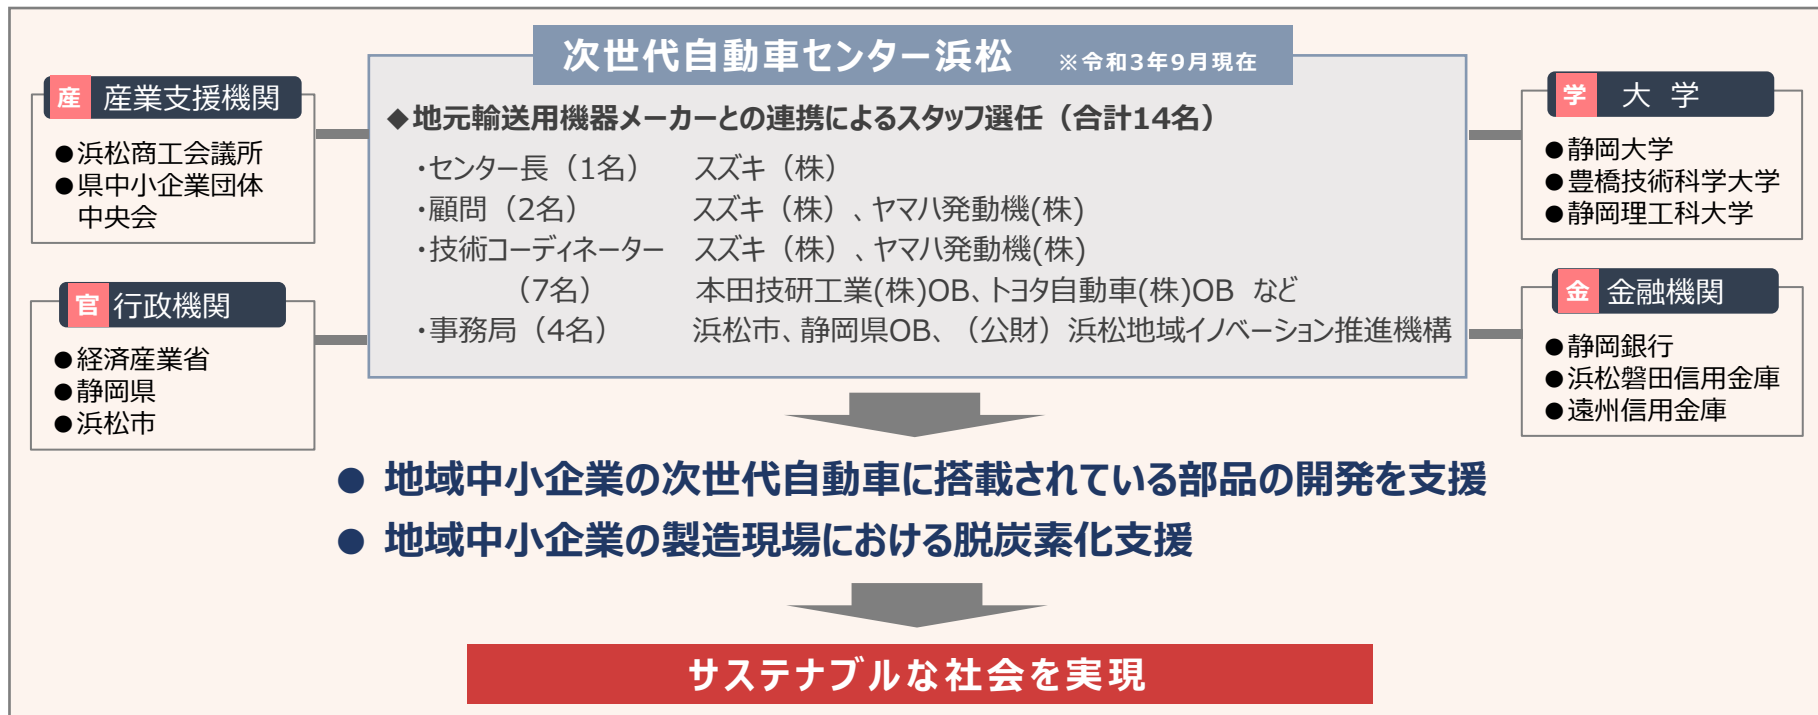 次世代自動車センター浜松 ※令和3年9月現在
産 産業支援機関
●浜松商工会議所
●県中小企業団体
中央会
官 行政機関
●経済産業省
●静岡県
●浜松市
◆地元輸送用機器メーカーとの連携によるスタッフ選任（合計14名）
・センター長（1名） スズキ（株）
・顧問（2名） スズキ（株）、ヤマハ発動機(株)
・技術コーディネーター スズキ（株）、ヤマハ発動機(株)
（7名） 本田技研工業(株)OB、トヨタ自動車(株)OB など
・事務局（4名） 浜松市、静岡県OB、（公財）浜松地域イノベーション推進機構
学 大 学
●静岡大学
●豊橋技術科学大学
●静岡理工科大学
金 金融機関
●静岡銀行
●浜松磐田信用金庫
●遠州信用金庫
● 地域中小企業の次世代自動車に搭載されている部品の開発を支援
● 地域中小企業の製造現場における脱炭素化支援
サステナブルな社会を実現